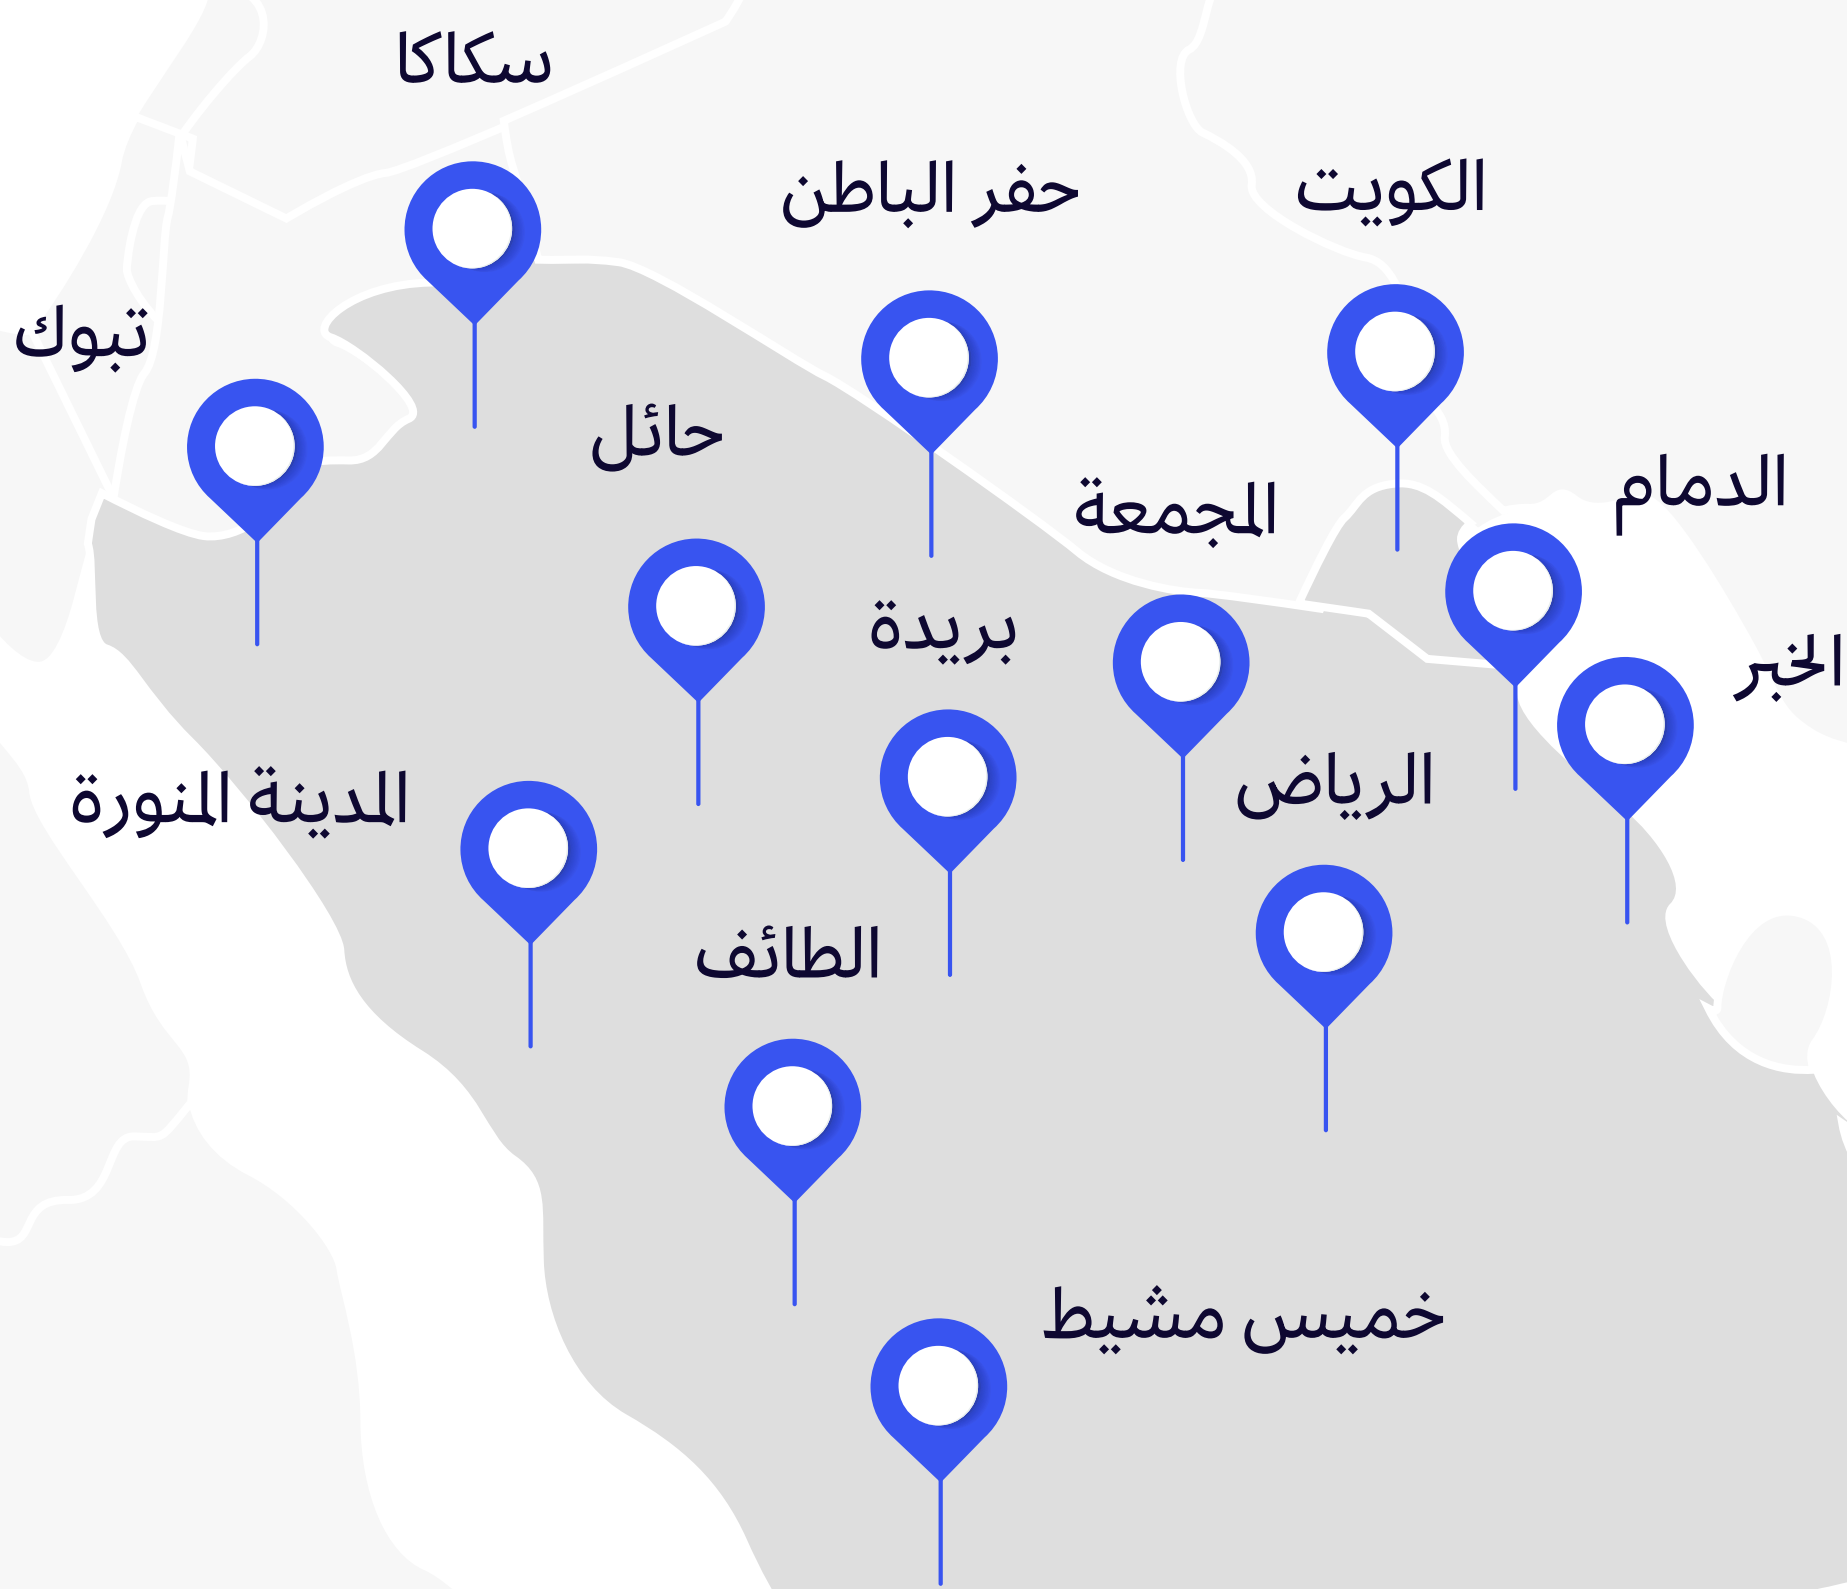 سكاكا
حفر الباطن
الكويت
تبوك
حائل
الدمام
المجمعة
بريدة
الخبر
المدينة المنورة
الرياض
الطائف
خميس مشيط